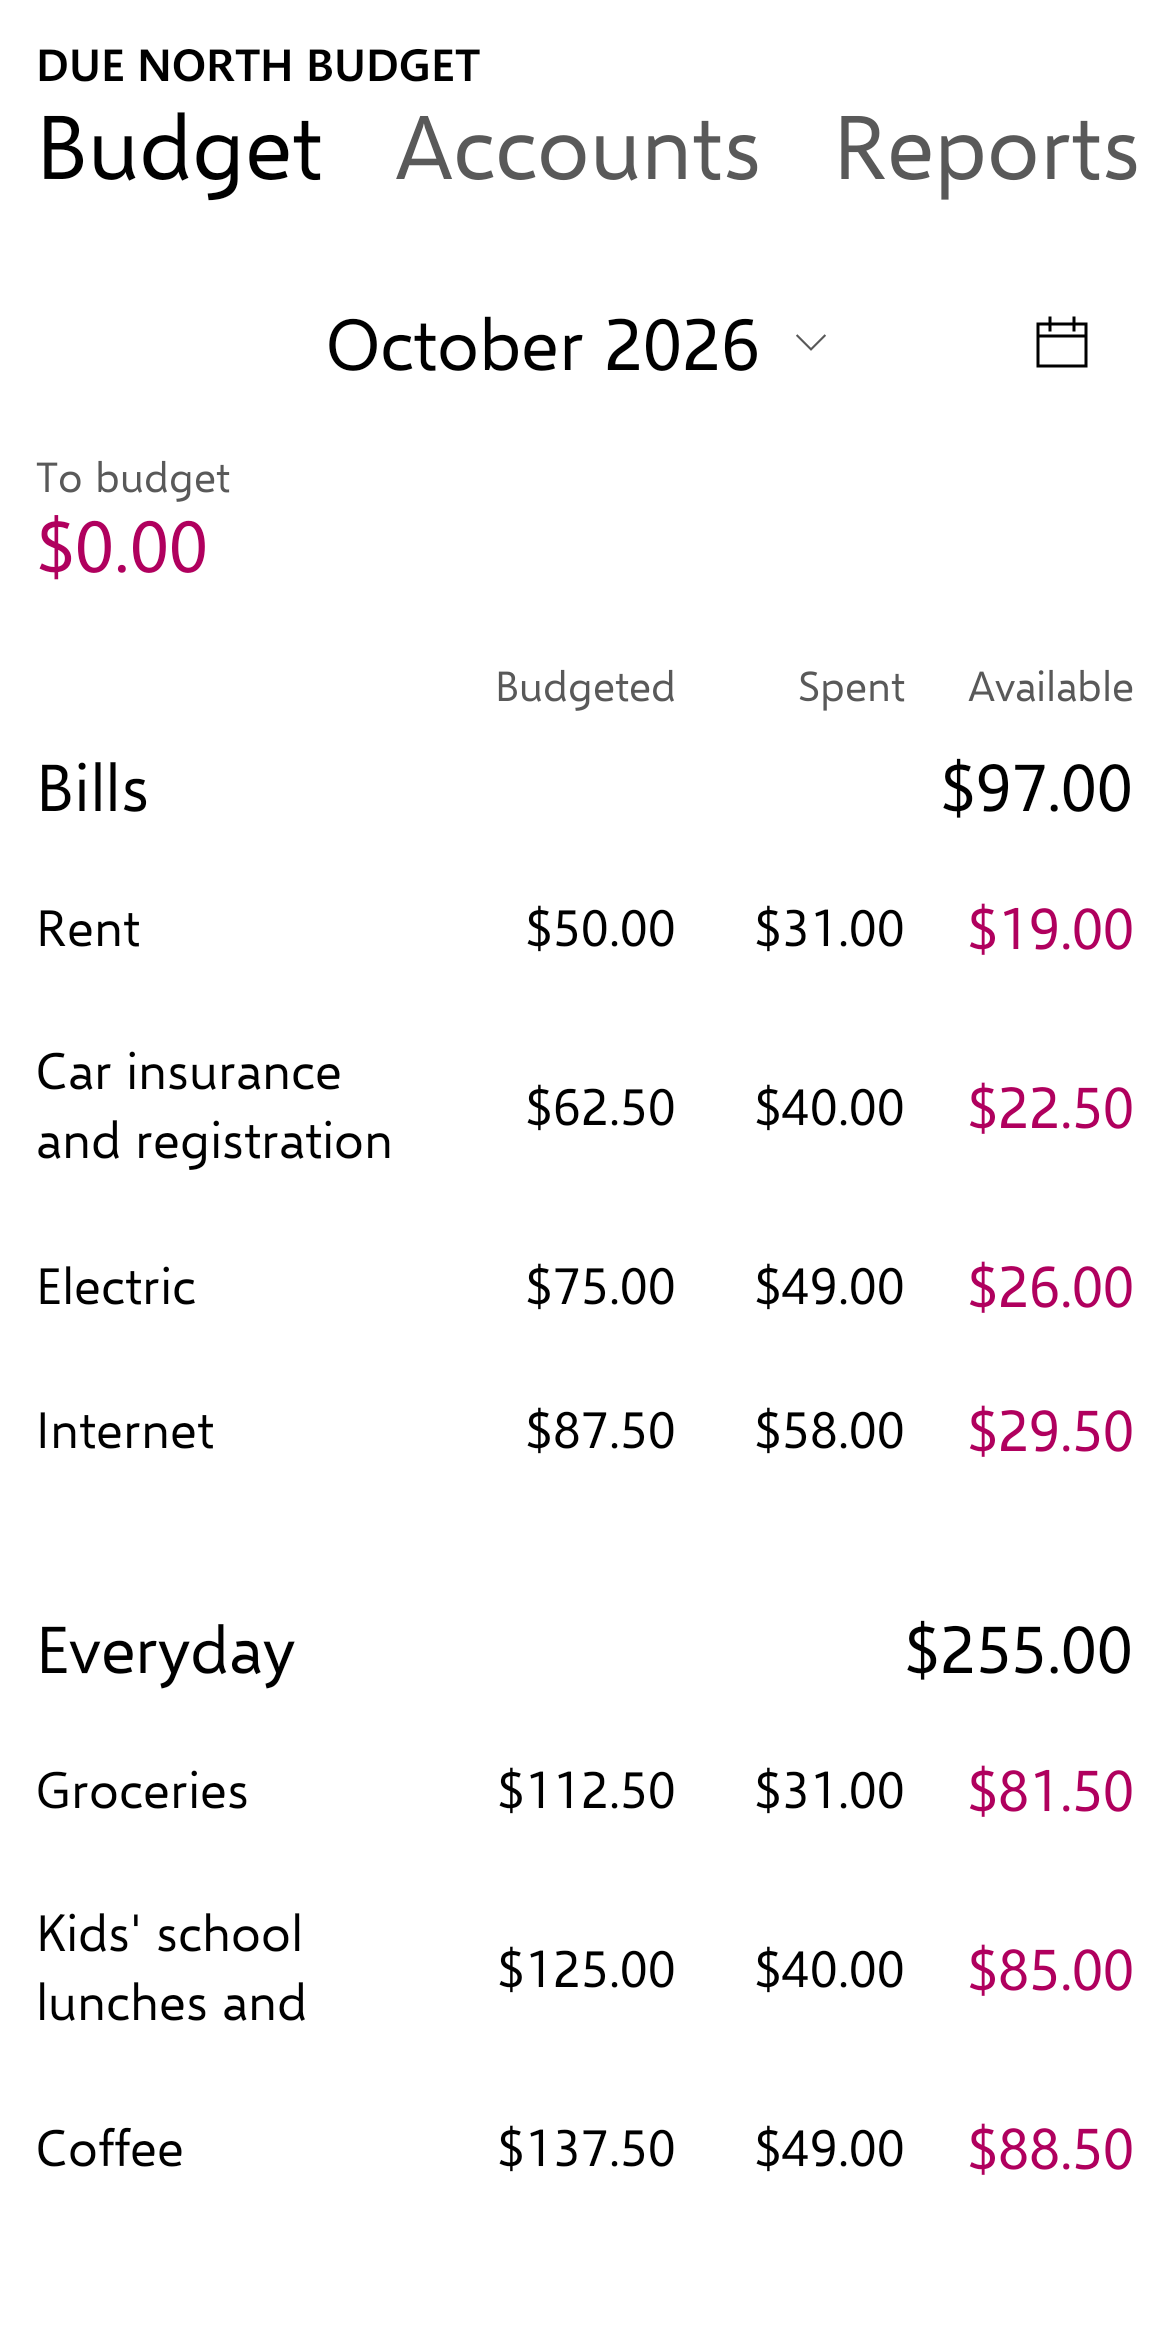 DUE NORTH BUDGET
Budget Accounts Reports
October 2026
To budget
$0.00
Budgeted Spent Available
Bills $97.00
Rent $50.00 $31.00 $19.00
Car insurance
and registration $62.50 $40.00 $22.50
Electric $75.00 $49.00 $26.00
Internet $87.50 $58.00 $29.50
Everyday $255.00
Groceries $112.50 $31.00 $81.50
Kids' school
lunches and $125.00 $40.00 $85.00
Coffee $137.50 $49.00 $88.50